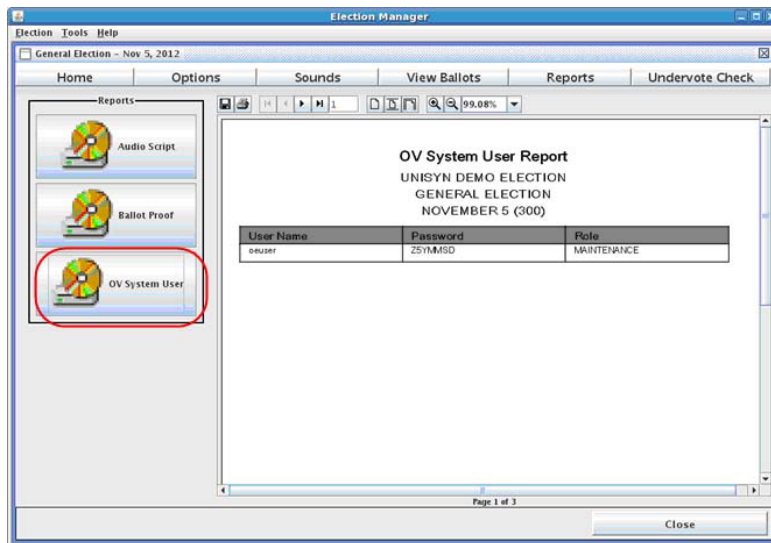 Election Manager
Election Tools Help
General Election - Nov 5, 2012
Home Options Sounds View Ballots Reports Undervote Check
Reports
1 99.08%
Audio Script
Ballot Proof
OV System User
OV System User Report
UNISYN DEMO ELECTION
GENERAL ELECTION
NOVEMBER 5 (300)
User Name Password Role
oeuser Z5YMMSD MAINTENANCE
Page 1 of 3
Close